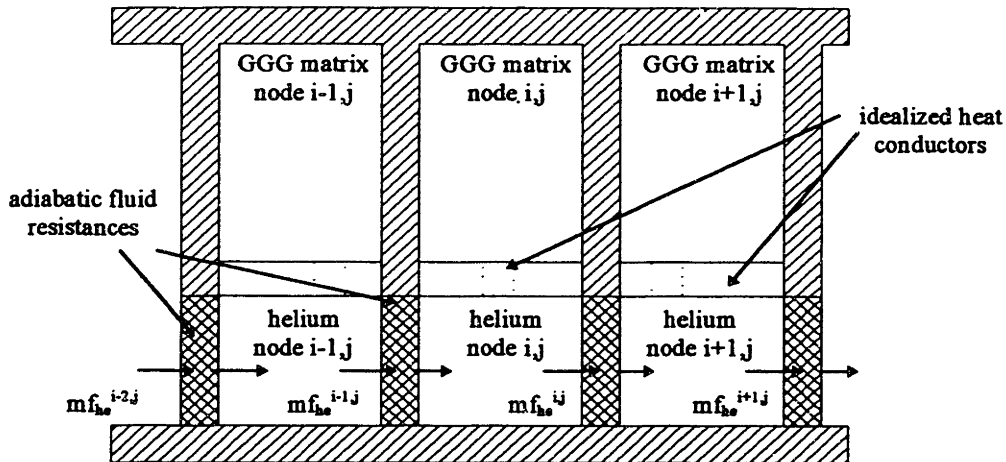 GGG matrix
node i-1,j
GGG matrix
node i,j
GGG matrix
node i+1,j
idealized heat
conductors
adiabatic fluid
resistances
helium
node i-1,j
helium
node i,j
helium
node i+1,j
mf_he^i-2,j
mf_he^i-1,j
mf_he^i,j
mf_he^i+1,j